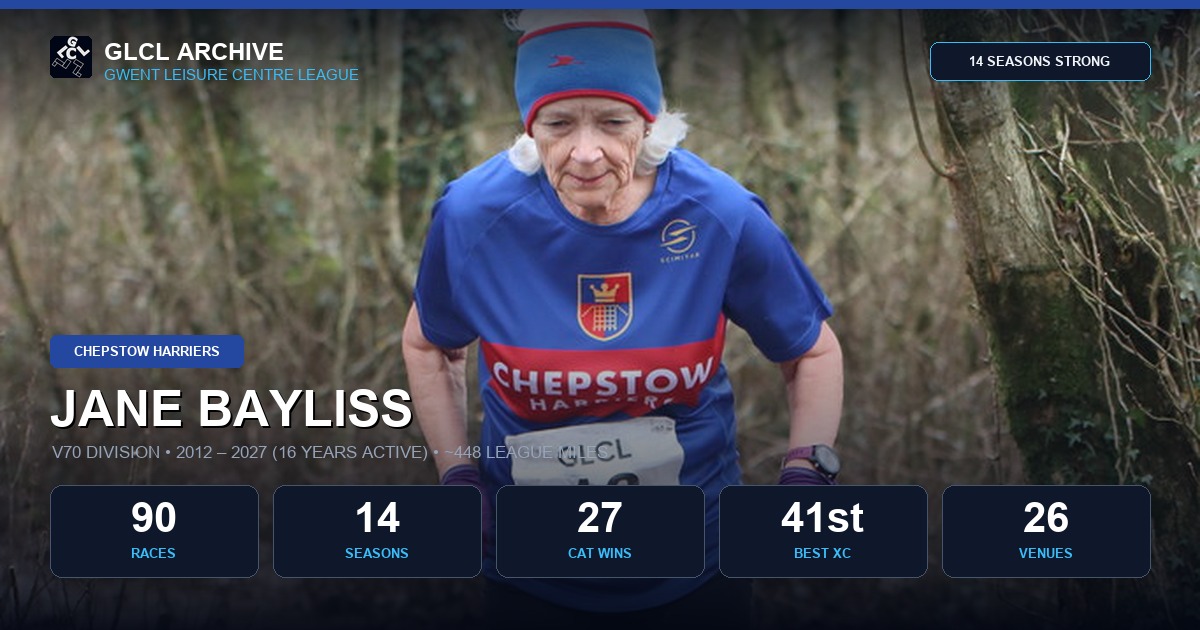 GLCL ARCHIVE
GWENT LEISURE CENTRE LEAGUE
14 SEASONS STRONG
SCIMITAR
CHEPSTOW
HARRIERS
GLCL
CHEPSTOW HARRIERS
JANE BAYLISS
V70 DIVISION • 2012 – 2027 (16 YEARS ACTIVE) • ~448 LEAGUE MILES
90
RACES
14
SEASONS
27
CAT WINS
41st
BEST XC
26
VENUES